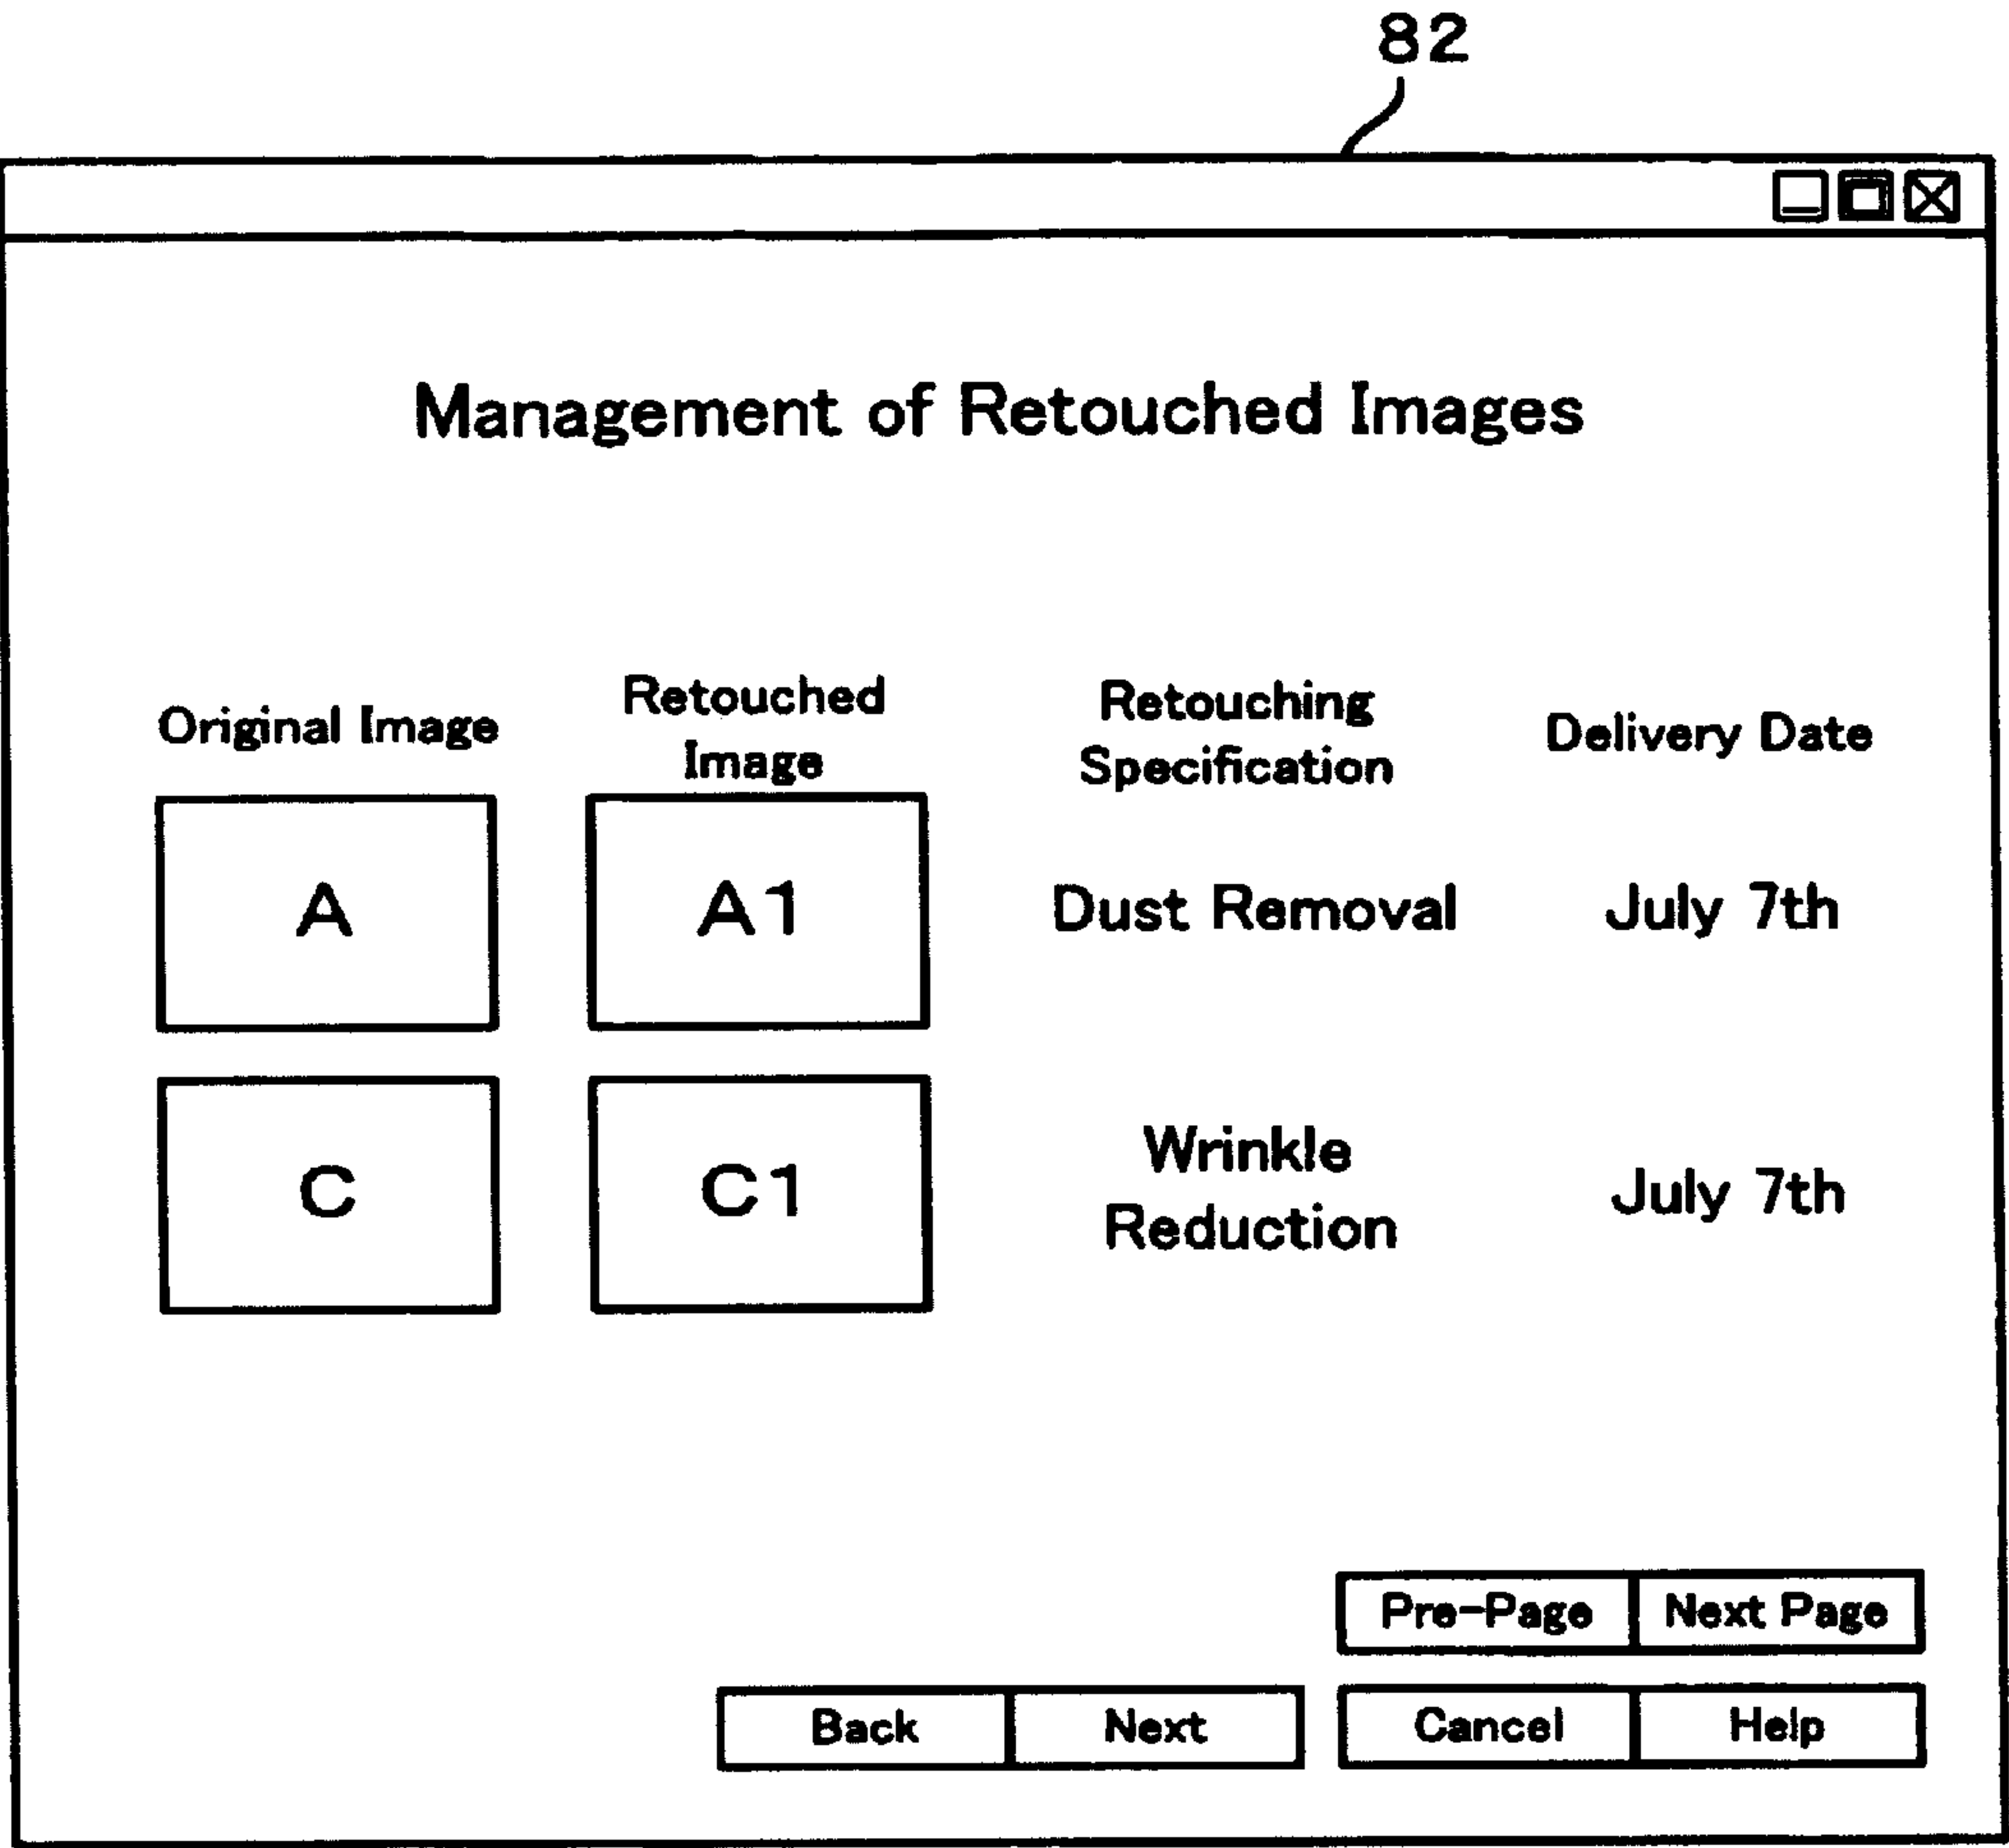 82
Management of Retouched Images
Original Image
Retouched
Image
Retouching
Specification
Delivery Date
A
A1
Dust Removal
July 7th
C
C1
Wrinkle
Reduction
July 7th
Pre-Page
Next Page
Back
Next
Cancel
Help